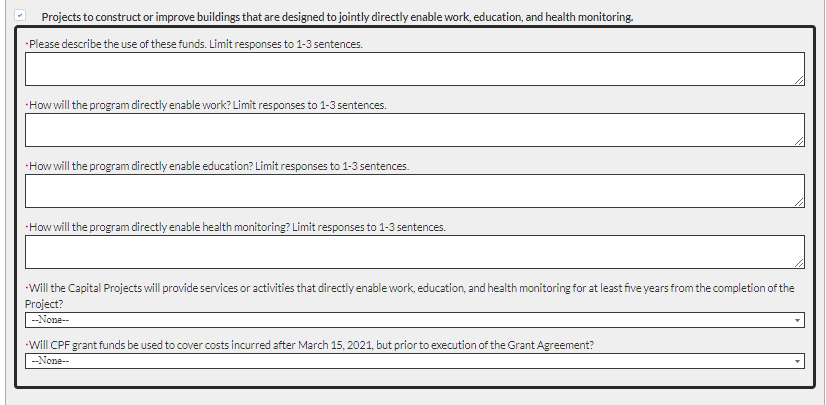 Projects to construct or improve buildings that are designed to jointly directly enable work, education, and health monitoring.
*Please describe the use of these funds. Limit responses to 1-3 sentences.
*How will the program directly enable work? Limit responses to 1-3 sentences.
*How will the program directly enable education? Limit responses to 1-3 sentences.
*How will the program directly enable health monitoring? Limit responses to 1-3 sentences.
*Will the Capital Projects will provide services or activities that directly enable work, education, and health monitoring for at least five years from the completion of the
Project?
--None--
*Will CPF grant funds be used to cover costs incurred after March 15, 2021, but prior to execution of the Grant Agreement?
--None--